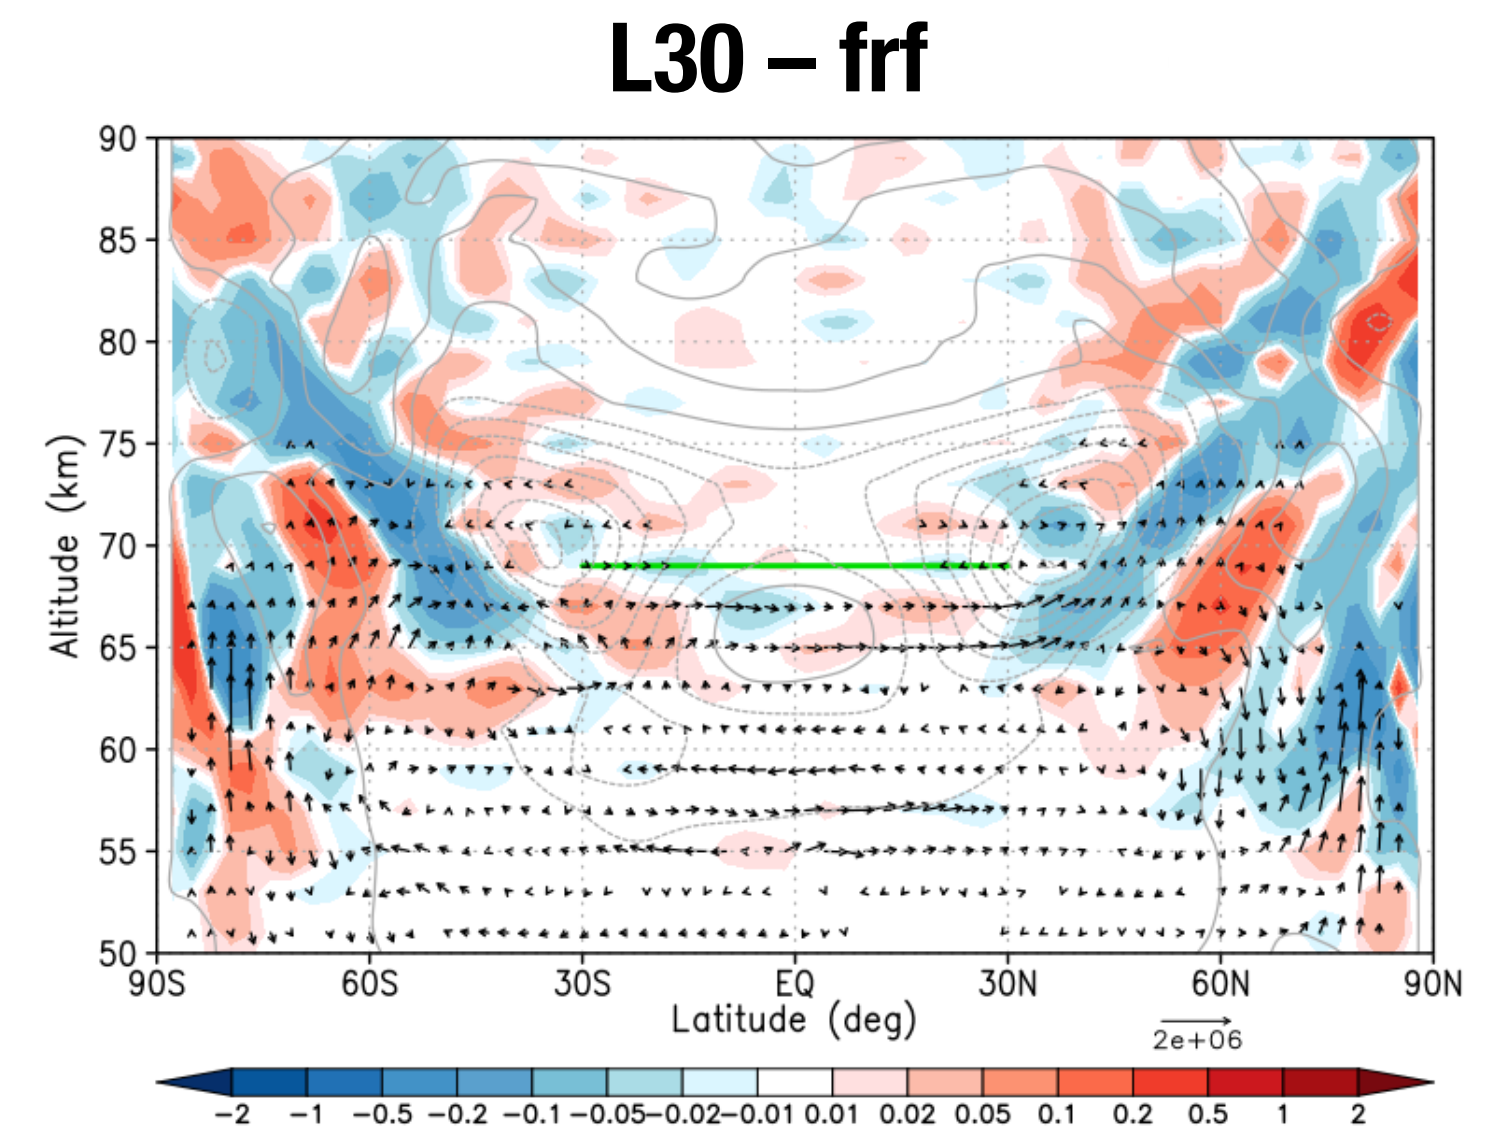 L30 – frf
90
85
80
75
70
65
60
55
50
Altitude (km)
90S 60S 30S EQ 30N 60N 90N
Latitude (deg)
2e+06
−2 −1 −0.5 −0.2 −0.1 −0.05 −0.02 −0.01 0.01 0.02 0.05 0.1 0.2 0.5 1 2